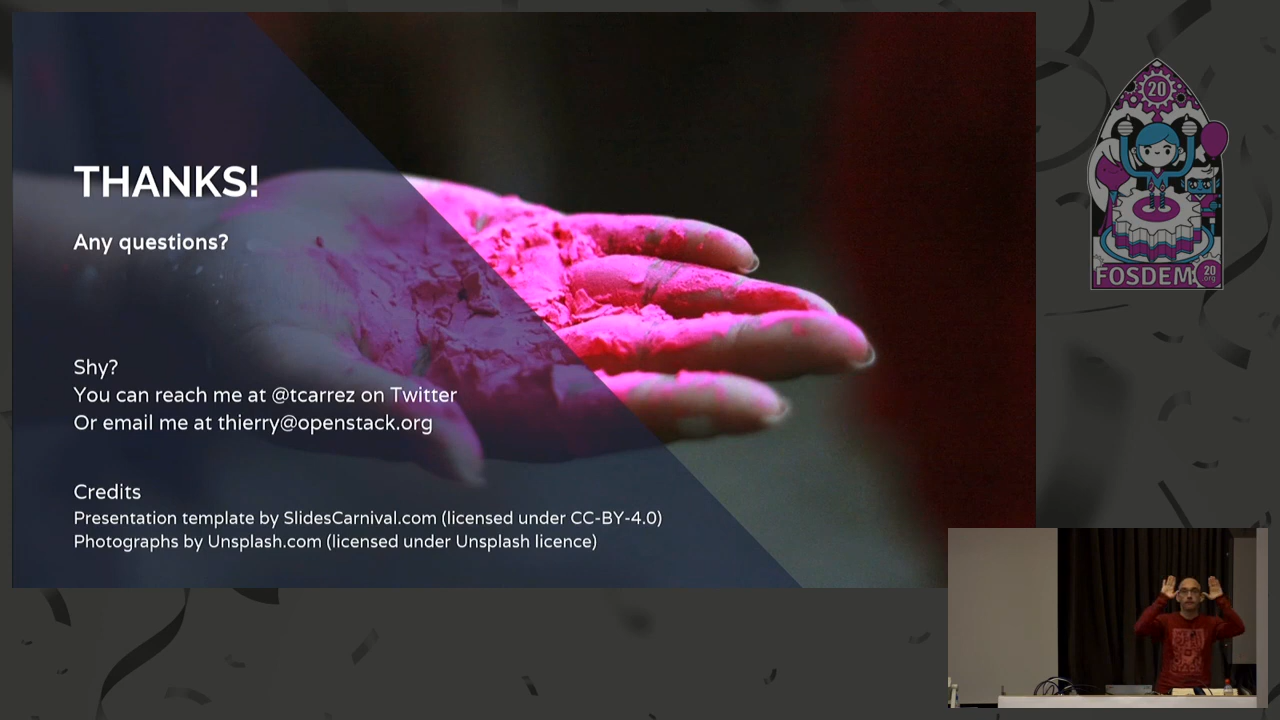 THANKS!
Any questions?
Shy?
You can reach me at @tcarrez on Twitter
Or email me at thierry@openstack.org
Credits
Presentation template by SlidesCarnival.com (licensed under CC-BY-4.0)
Photographs by Unsplash.com (licensed under Unsplash licence)
20
FOSDEM
20
org